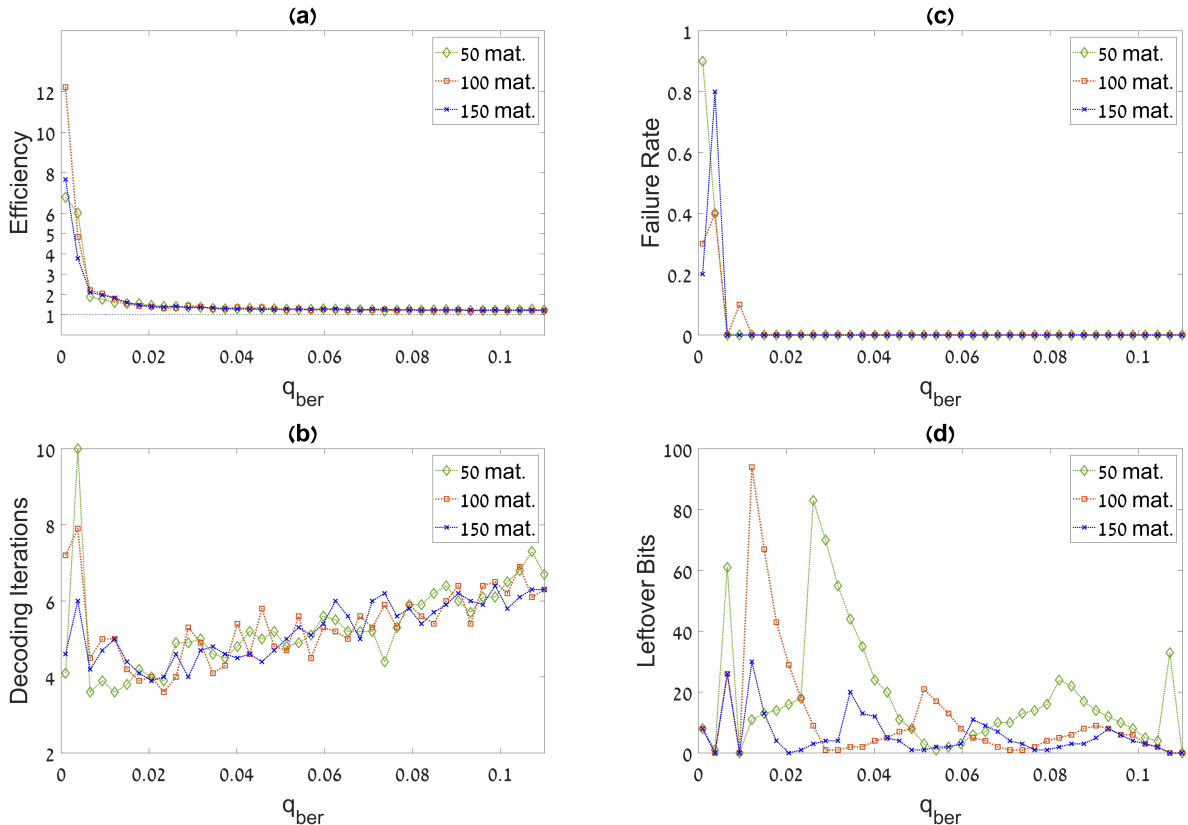 (a)
12
10
8
6
5
4
3
2
1
Efficiency
0 0.02 0.04 0.06 0.08 0.1
q_ber
50 mat.
100 mat.
150 mat.
(c)
1
0.8
0.6
0.4
0.2
0
Failure Rate
0 0.02 0.04 0.06 0.08 0.1
q_ber
50 mat.
100 mat.
150 mat.
(b)
10
8
6
4
2
Decoding Iterations
0 0.02 0.04 0.06 0.08 0.1
q_ber
50 mat.
100 mat.
150 mat.
(d)
100
80
60
40
20
0
Leftover Bits
0 0.02 0.04 0.06 0.08 0.1
q_ber
50 mat.
100 mat.
150 mat.